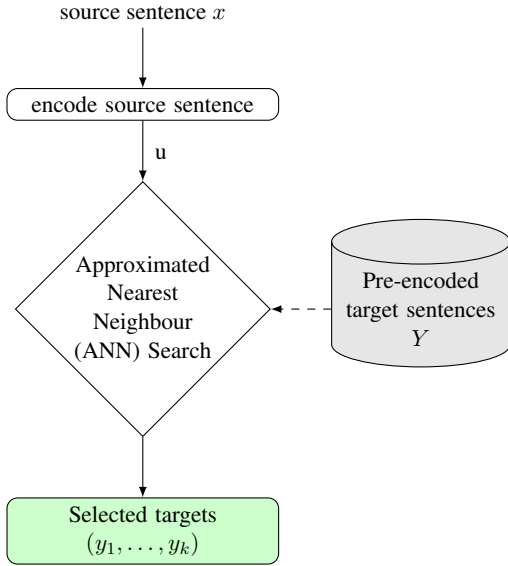 source sentence x
encode source sentence
u
Approximated
Nearest
Neighbour
(ANN) Search
Pre-encoded
target sentences
Y
Selected targets
(y₁, . . . , yₖ)